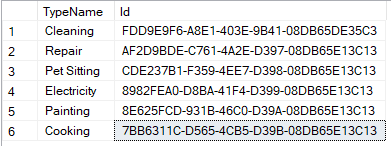 TypeName Id
1 Cleaning FDD9E9F6-A8E1-403E-9B41-08DB65DE35C3
2 Repair AF2D9BDE-C761-4A2E-D397-08DB65E13C13
3 Pet Sitting CDE237B1-F359-4EE7-D398-08DB65E13C13
4 Electricity 8982FEA0-D8BA-41F4-D399-08DB65E13C13
5 Painting 8E625FCD-931B-46C0-D39A-08DB65E13C13
6 Cooking 7BB6311C-D565-4CB5-D39B-08DB65E13C13